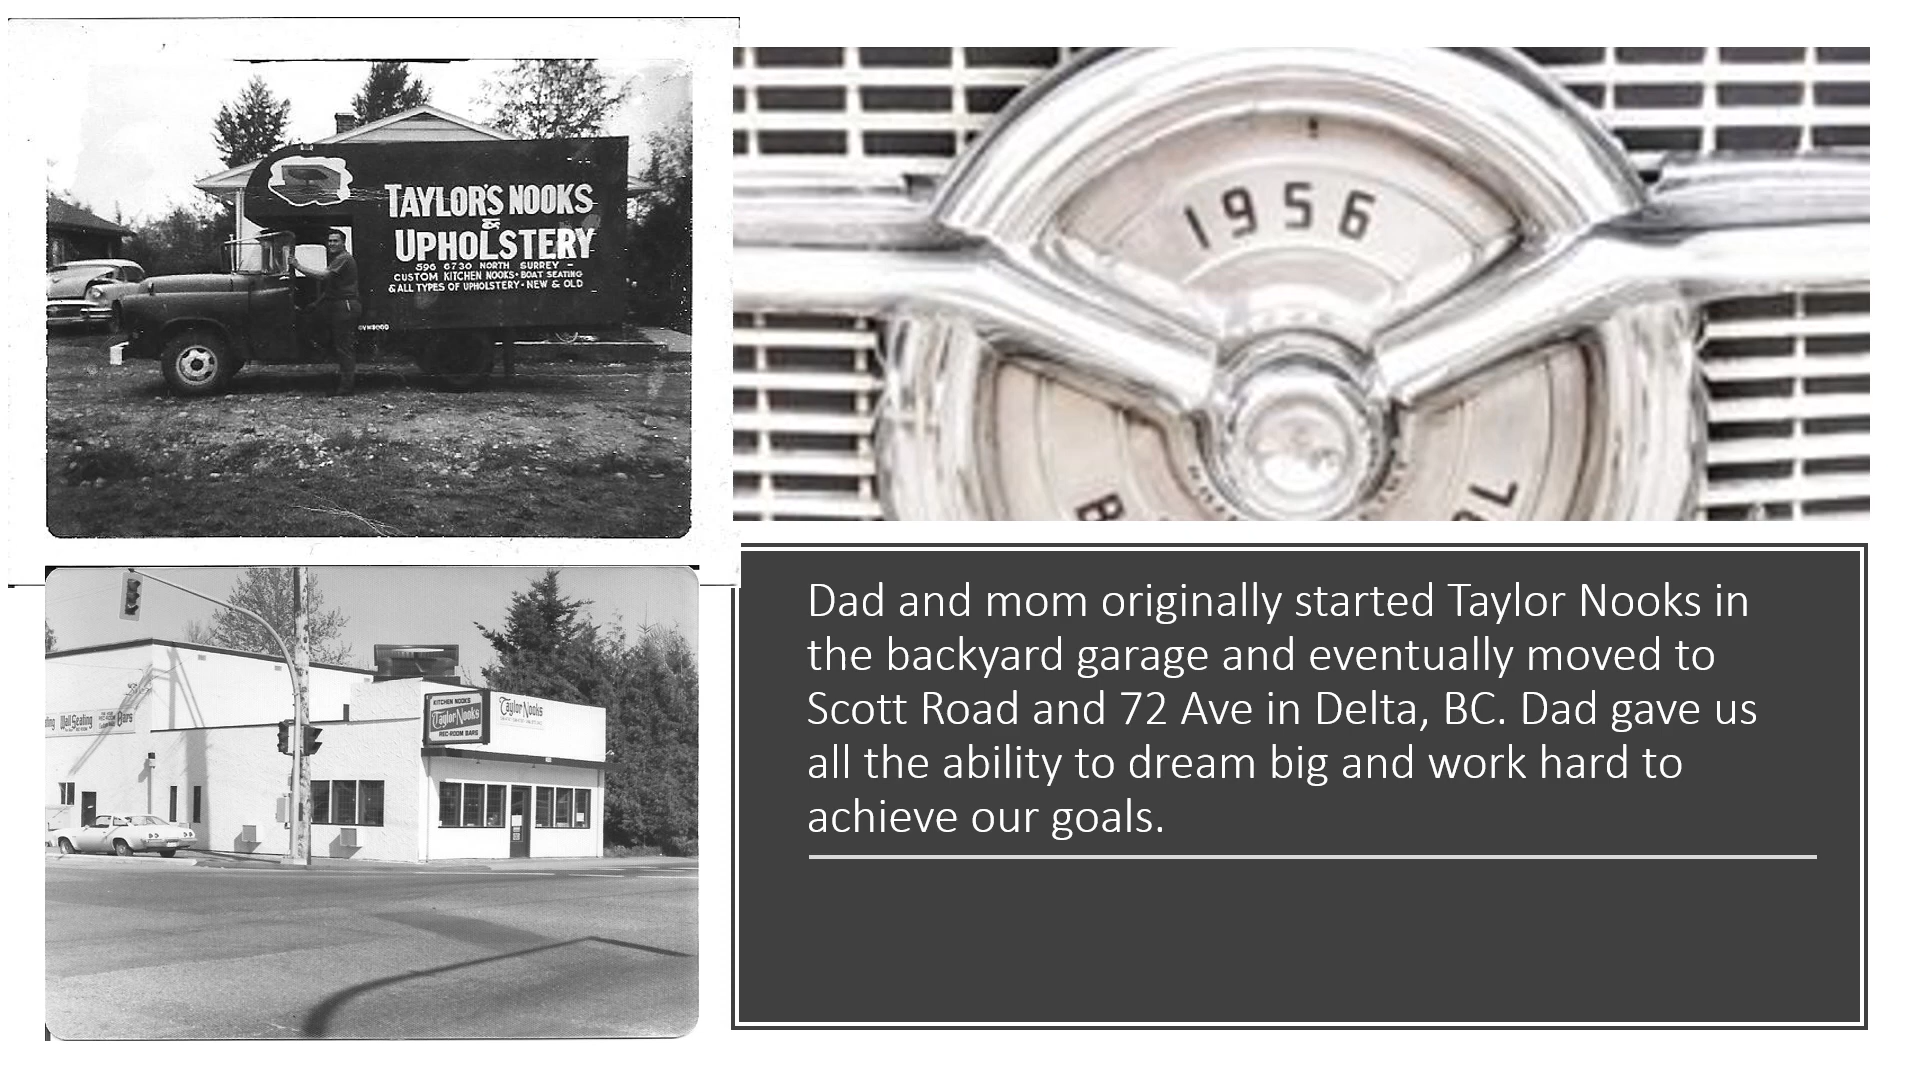 TAYLOR'S NOOKS
&
UPHOLSTERY
596 6730 NORTH SURREY -
CUSTOM KITCHEN NOOKS • BOAT SEATING
& ALL TYPES OF UPHOLSTERY - NEW & OLD
1956
B
Dad and mom originally started Taylor Nooks in
the backyard garage and eventually moved to
Scott Road and 72 Ave in Delta, BC. Dad gave us
all the ability to dream big and work hard to
achieve our goals.
KITCHEN NOOKS
Taylor Nooks
REC-ROOM BARS
Taylor Nooks
Wall Seating
Bars